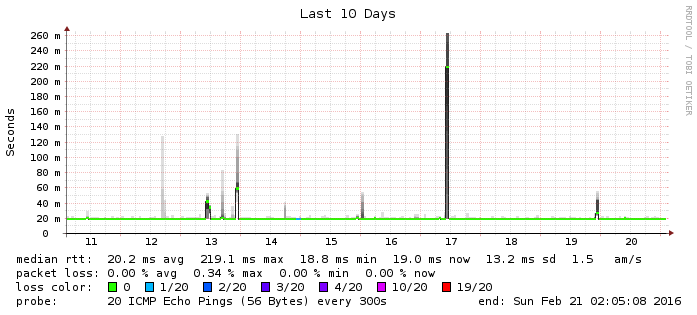 Last 10 Days
RRDTOOL / TOBI OETIKER
Seconds
260 m
240 m
220 m
200 m
180 m
160 m
140 m
120 m
100 m
80 m
60 m
40 m
20 m
0
11 12 13 14 15 16 17 18 19 20
median rtt: 20.2 ms avg 219.1 ms max 18.8 ms min 19.0 ms now 13.2 ms sd 1.5 am/s
packet loss: 0.00 % avg 0.34 % max 0.00 % min 0.00 % now
loss color: 0 1/20 2/20 3/20 4/20 10/20 19/20
probe: 20 ICMP Echo Pings (56 Bytes) every 300s end: Sun Feb 21 02:05:08 2016